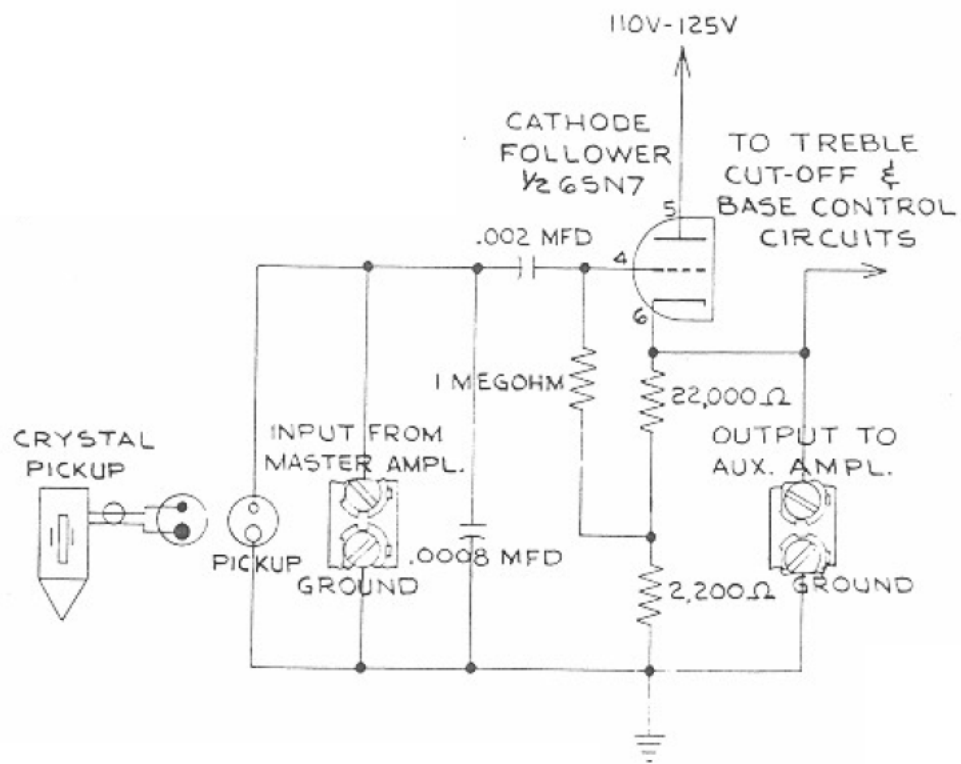 110V-125V
CATHODE
FOLLOWER
½ 6SN7
TO TREBLE
CUT-OFF &
BASE CONTROL
CIRCUITS
5
.002 MFD
4
6
1 MEGOHM
22,000Ω
CRYSTAL
PICKUP
INPUT FROM
MASTER AMPL.
OUTPUT TO
AUX. AMPL.
PICKUP
.0008 MFD
GROUND
2,200Ω
GROUND